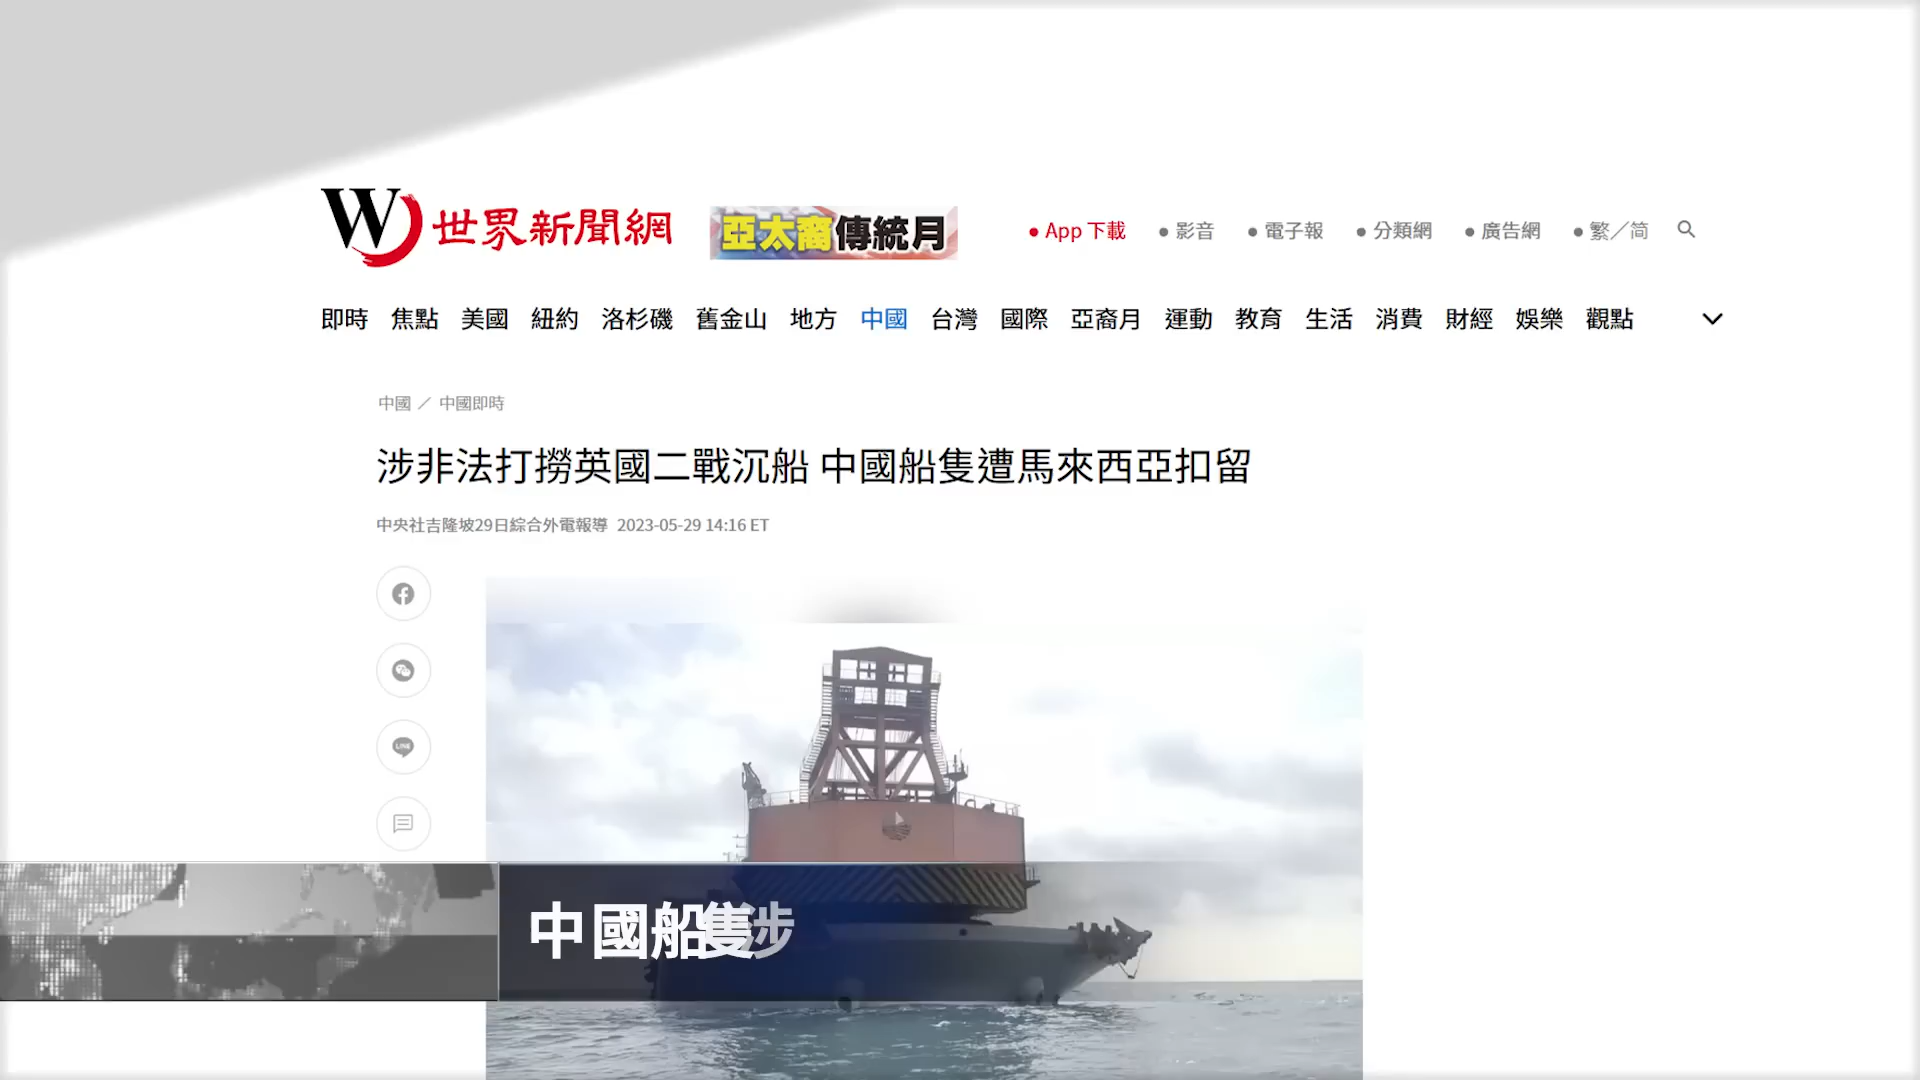 W 世界新聞網
亞太裔傳統月
App 下載
影音
電子報
分類網
廣告網
繁／简
即時 焦點 美國 紐約 洛杉磯 舊金山 地方 中國 台灣 國際 亞裔月 運動 教育 生活 消費 財經 娛樂 觀點
中國 ／ 中國即時
涉非法打撈英國二戰沉船 中國船隻遭馬來西亞扣留
中央社吉隆坡29日綜合外電報導 2023-05-29 14:16 ET
LINE
中國船隻涉